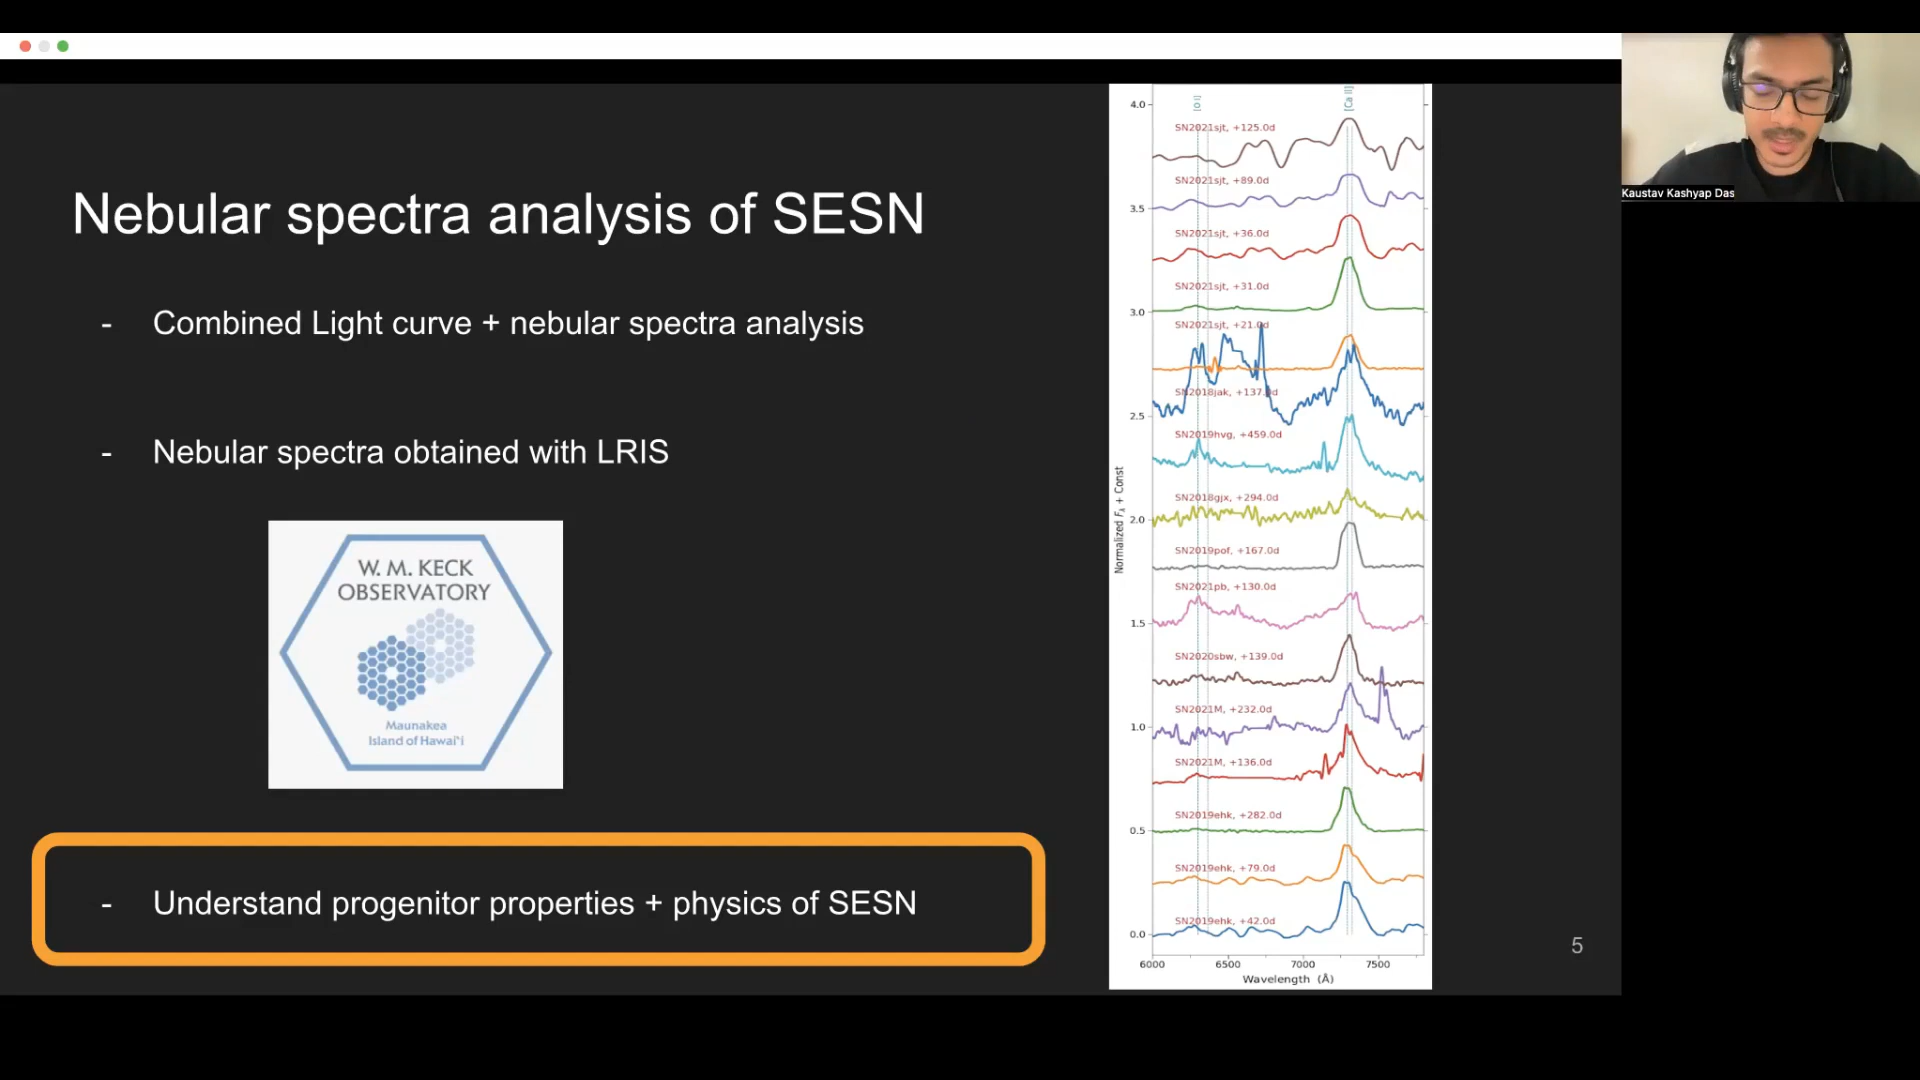 Nebular spectra analysis of SESN
- Combined Light curve + nebular spectra analysis
- Nebular spectra obtained with LRIS
W. M. KECK
OBSERVATORY
Maunakea
Island of Hawai‘i
- Understand progenitor properties + physics of SESN
[O I]
[Ca II]
4.0
SN2021sjt, +125.0d
SN2021sjt, +89.0d
3.5
SN2021sjt, +36.0d
SN2021sjt, +31.0d
3.0
SN2021sjt, +21.0d
SN2018jak, +137.0d
2.5
SN2019hvg, +459.0d
SN2018gjx, +294.0d
2.0
SN2019pof, +167.0d
SN2021pb, +130.0d
1.5
SN2020sbw, +139.0d
SN2021M, +232.0d
1.0
SN2021M, +136.0d
SN2019ehk, +282.0d
0.5
SN2019ehk, +79.0d
SN2019ehk, +42.0d
0.0
Normalized Fλ + Const
6000 6500 7000 7500
Wavelength (Å)
5
Kaustav Kashyap Das